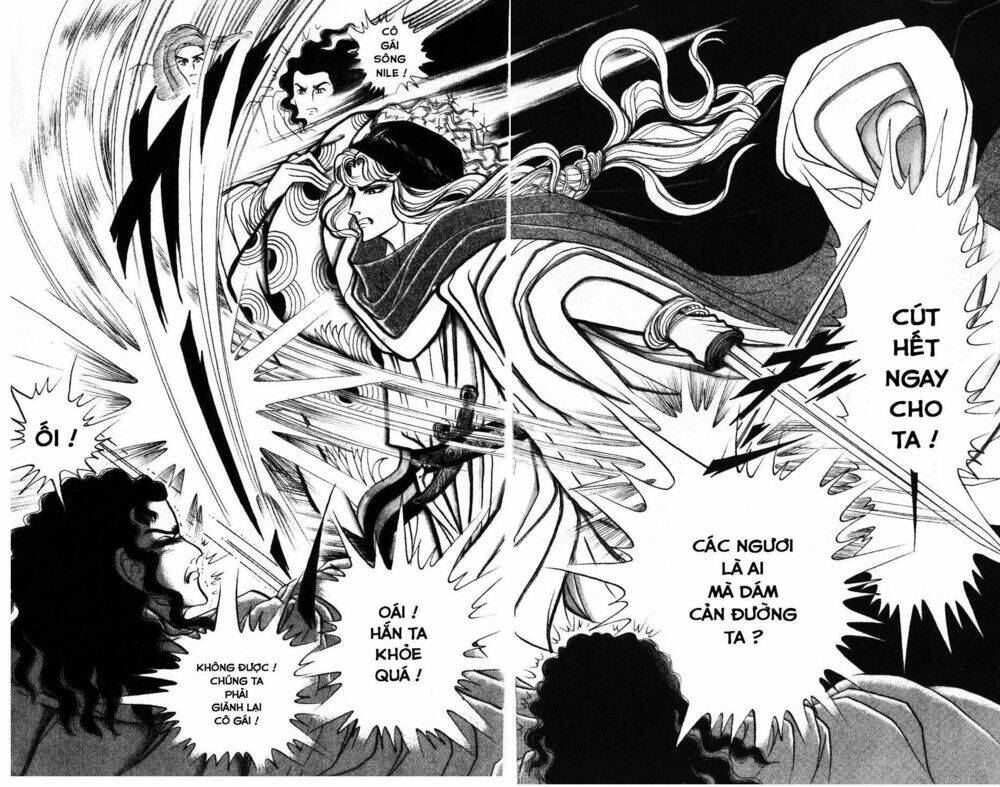 CÔ
GÁI
SÔNG
NILE !
CÚT
HẾT
NGAY
CHO
TA !
CÁC NGƯƠI
LÀ AI
MÀ DÁM
CẢN ĐƯỜNG
TA ?
ỐI !
OÁI !
HẮN TA
KHỎE
QUÁ !
KHÔNG ĐƯỢC !
CHÚNG TA
PHẢI
GIÀNH LẠI
CÔ GÁI !